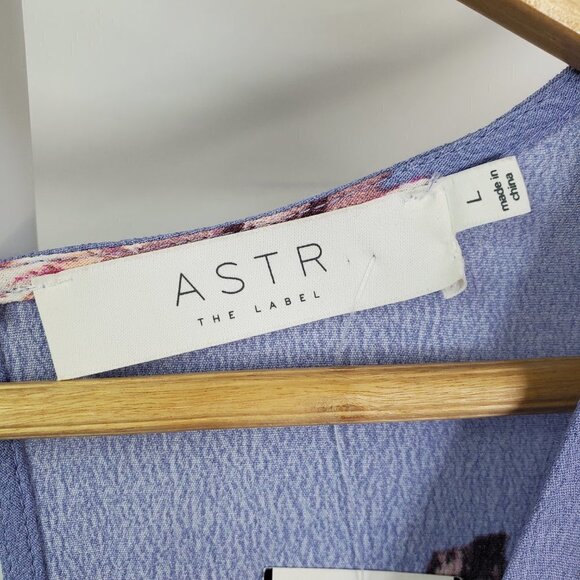 ASTR
THE LABEL
L
made in
china